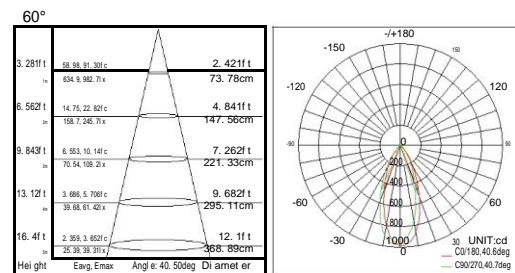 60°
3.281ft 58.98, 91.30fc 2.421ft
1m 634.9, 982.7lx 73.78cm
6.562ft 14.75, 22.82fc 4.841ft
2m 158.7, 245.7lx 147.56cm
9.843ft 6.553, 10.14fc 7.262ft
3m 70.54, 109.2lx 221.33cm
13.12ft 3.686, 5.706fc 9.682ft
4m 39.68, 61.42lx 295.11cm
16.4ft 2.359, 3.652fc 12.1ft
5m 25.39, 39.31lx 368.89cm
Height Eavg, Emax Angle: 40.50deg Diameter
-/+180
-150 150
-120 120
-90 90
-60 60
-30 30
0
0
200
400
600
800
1000
UNIT:cd
C0/180,40.6deg
C90/270,40.7deg